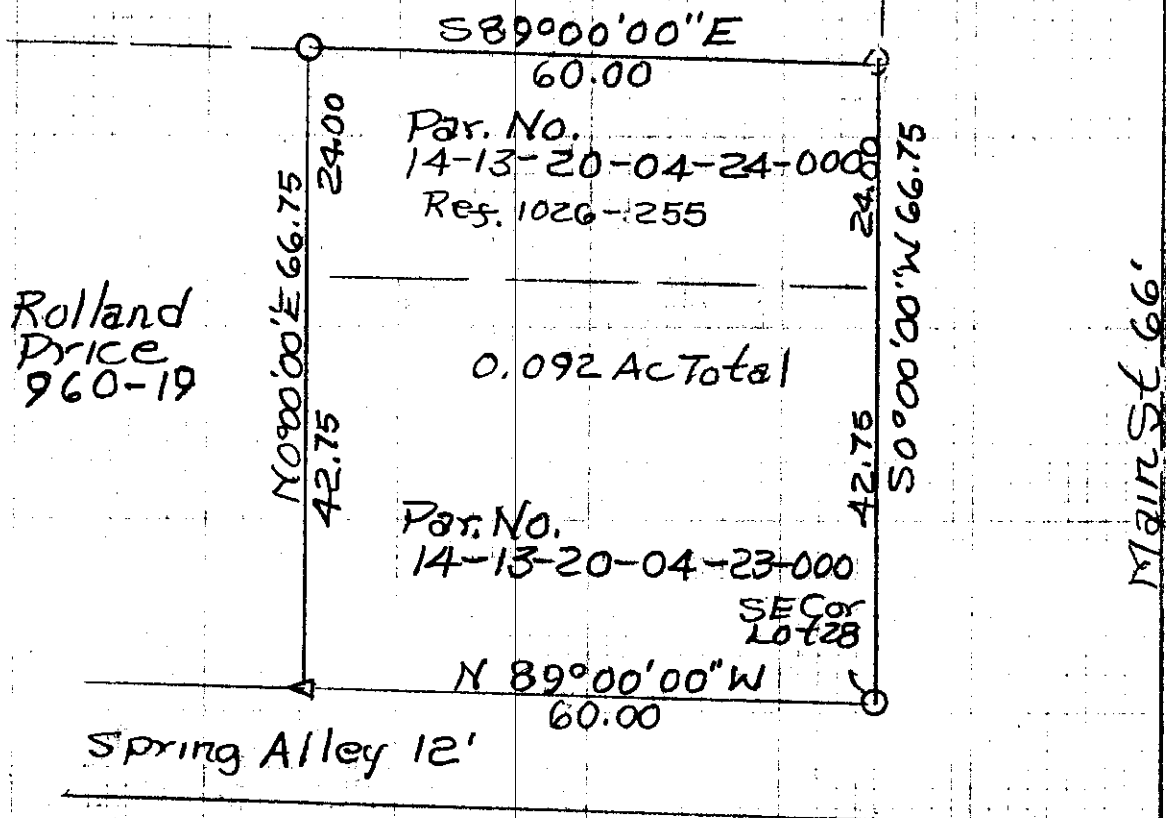 S89°00'00"E
60.00
24.00
Par. No.
14-13-20-04-24-000
Ref. 1026-255
24.00
N0°00'00"E 66.75
S0°00'00"W 66.75
Rolland
Price
960-19
0.092 Ac Total
Main St 66'
42.75
42.75
Par. No.
14-13-20-04-23-000
SE Cor
Lot 28
N 89°00'00"W
60.00
Spring Alley 12'